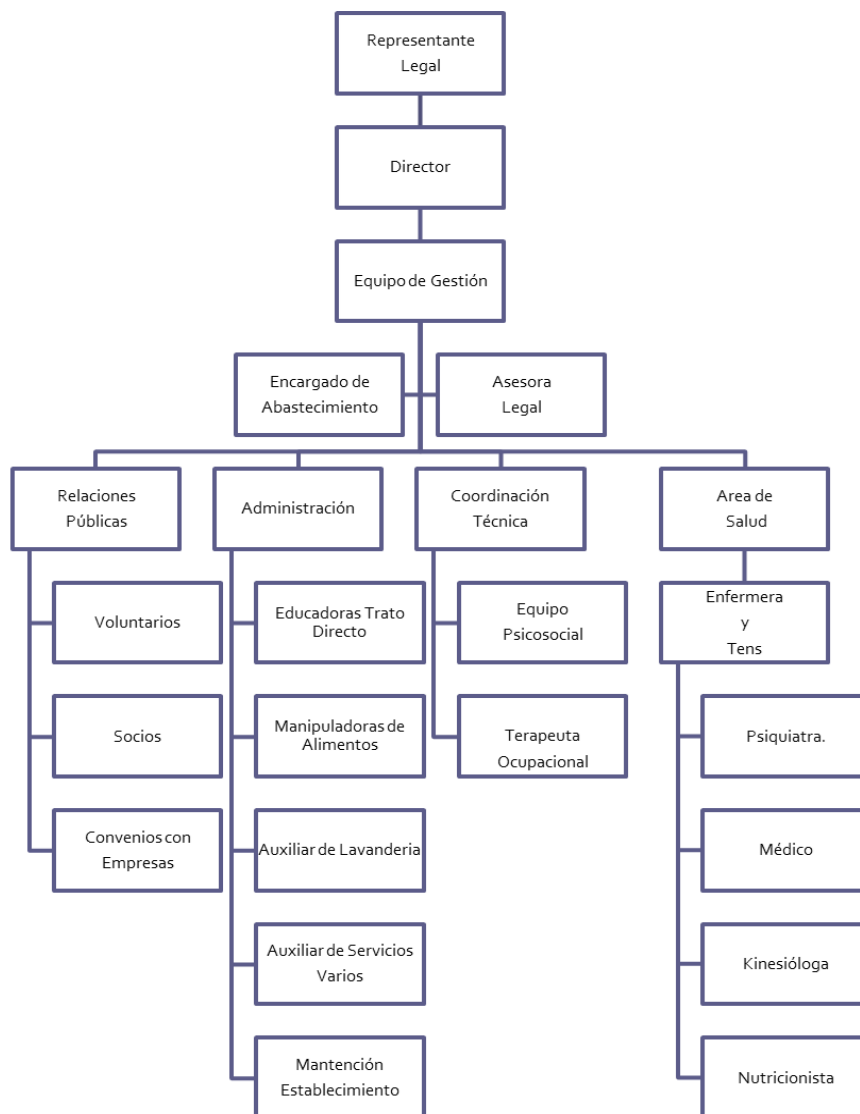 Representante
Legal
Director
Equipo de Gestión
Encargado de
Abastecimiento
Asesora
Legal
Relaciones
Públicas
Administración
Coordinación
Técnica
Area de
Salud
Voluntarios
Educadoras Trato
Directo
Equipo
Psicosocial
Enfermera
y
Tens
Socios
Manipuladoras de
Alimentos
Terapeuta
Ocupacional
Psiquiatra.
Convenios con
Empresas
Auxiliar de Lavanderia
Médico
Auxiliar de Servicios
Varios
Kinesióloga
Mantención
Establecimiento
Nutricionista